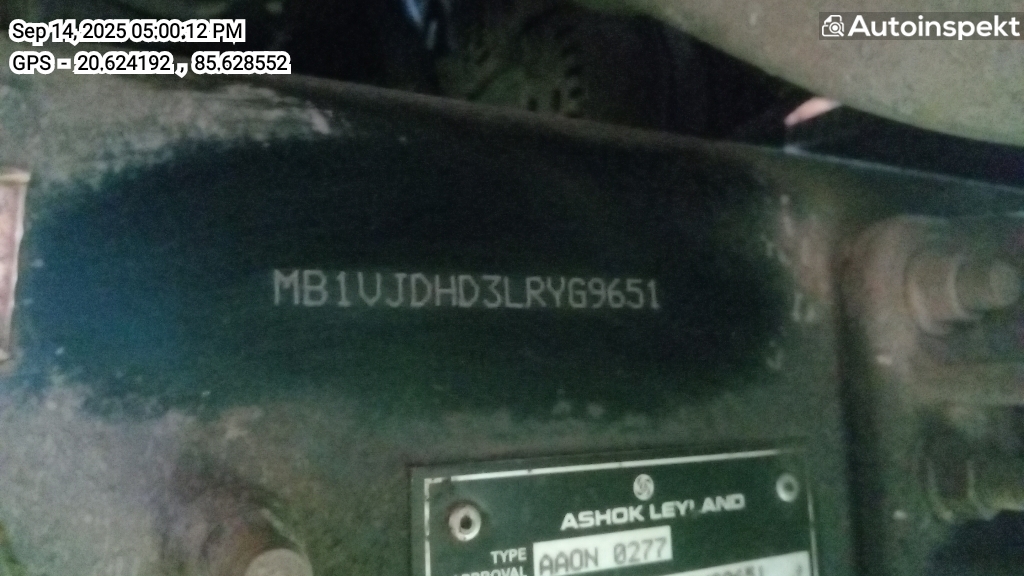 Sep 14, 2025 05:00:12 PM
GPS - 20.624192 , 85.628552
Autoinspekt
MB1VJDHD3LRYG9651
ASHOK LEYLAND
TYPE
APPROVAL
AAON 0277